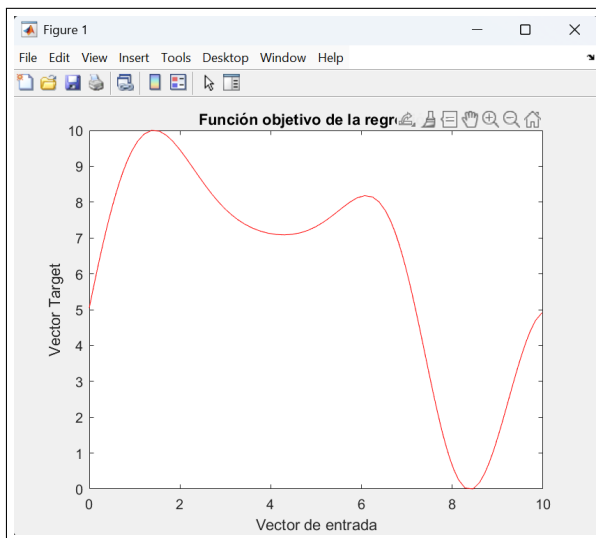 Figure 1
File Edit View Insert Tools Desktop Window Help
Función objetivo de la
10
9
8
7
6
5
4
3
2
1
0
Vector Target
0 2 4 6 8 10
Vector de entrada